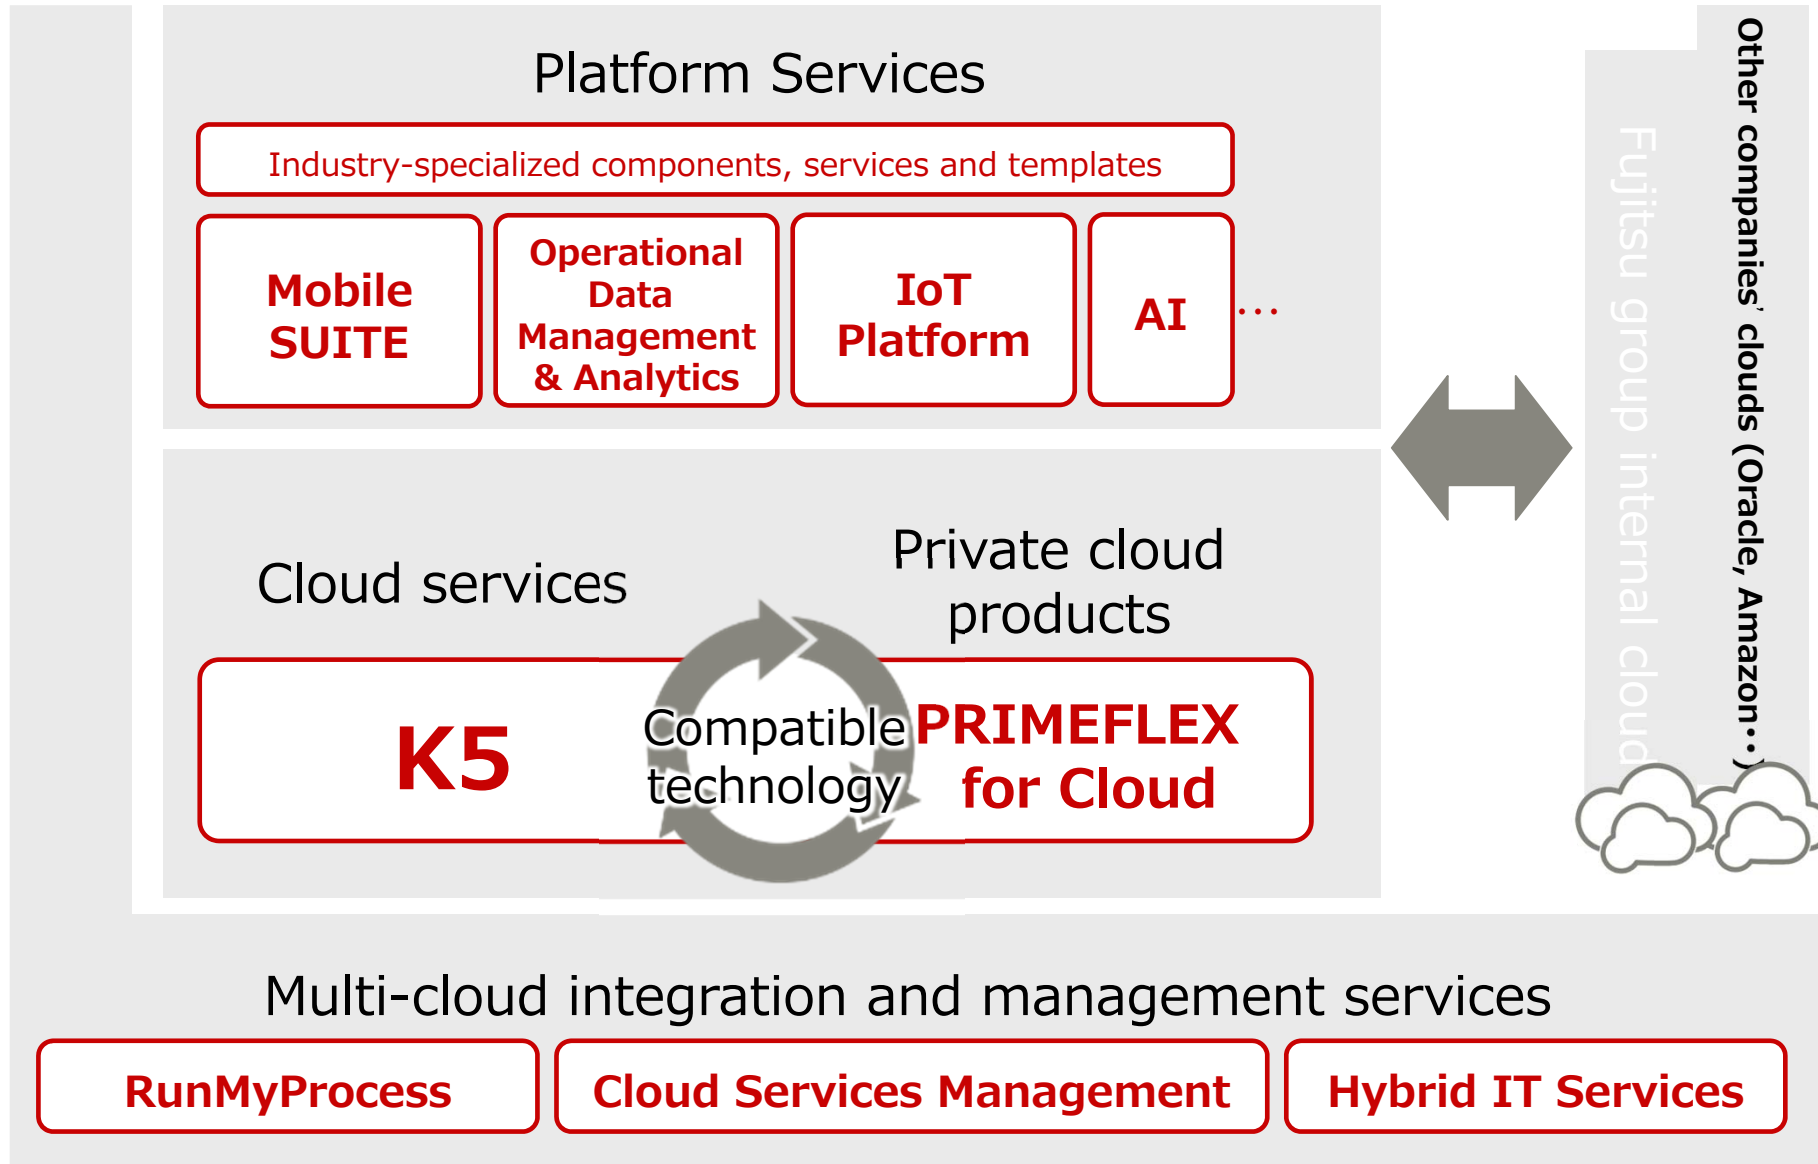 Platform Services
Industry-specialized components, services and templates
Mobile
SUITE
Operational
Data
Management
& Analytics
IoT
Platform
AI
...
Cloud services
Private cloud
products
K5
Compatible
technology
PRIMEFLEX
for Cloud
Fujitsu group internal cloud
Other companies’ clouds (Oracle, Amazon・・)
Multi-cloud integration and management services
RunMyProcess
Cloud Services Management
Hybrid IT Services